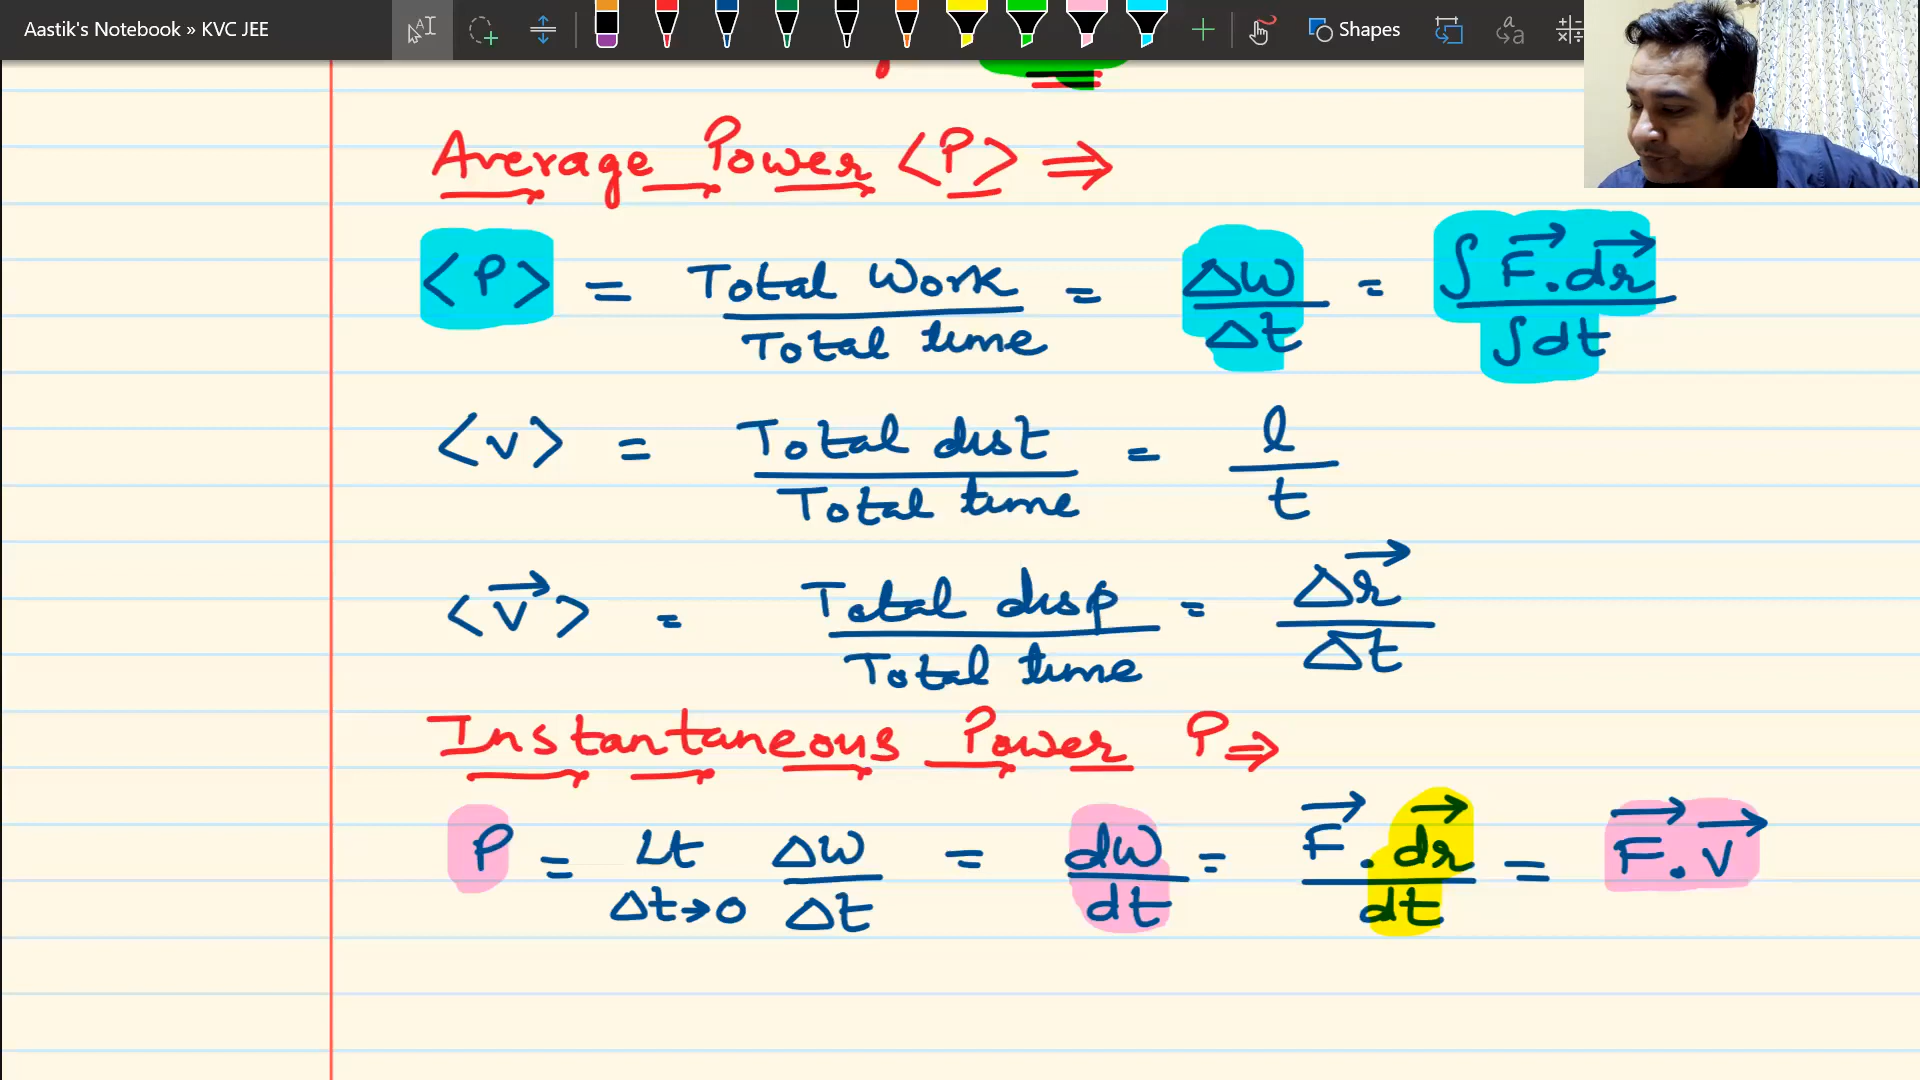 Aastik's Notebook » KVC JEE
Shapes
Average Power <P> ⇒
<P> = Total Work / Total time = ΔW / Δt = ∫ F⃗ . dr⃗ / ∫ dt
<v> = Total dist / Total time = l / t
<v⃗> = Total disp / Total time = Δr⃗ / Δt
Instantaneous Power P ⇒
P = Lt Δt→0 ΔW / Δt = dW / dt = F⃗ . dr⃗ / dt = F⃗ . v⃗